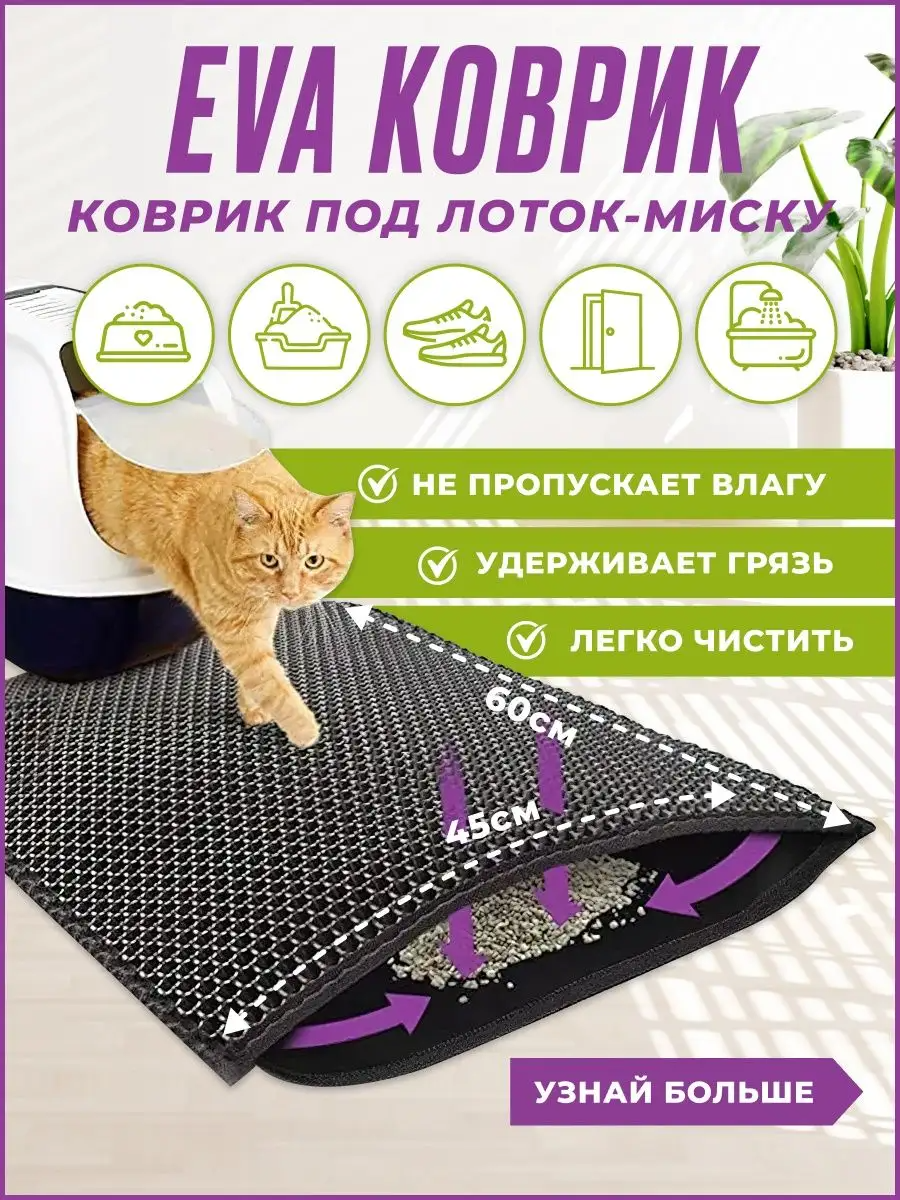 EVA КОВРИК
КОВРИК ПОД ЛОТОК-МИСКУ
НЕ ПРОПУСКАЕТ ВЛАГУ
УДЕРЖИВАЕТ ГРЯЗЬ
ЛЕГКО ЧИСТИТЬ
60см
45см
УЗНАЙ БОЛЬШЕ